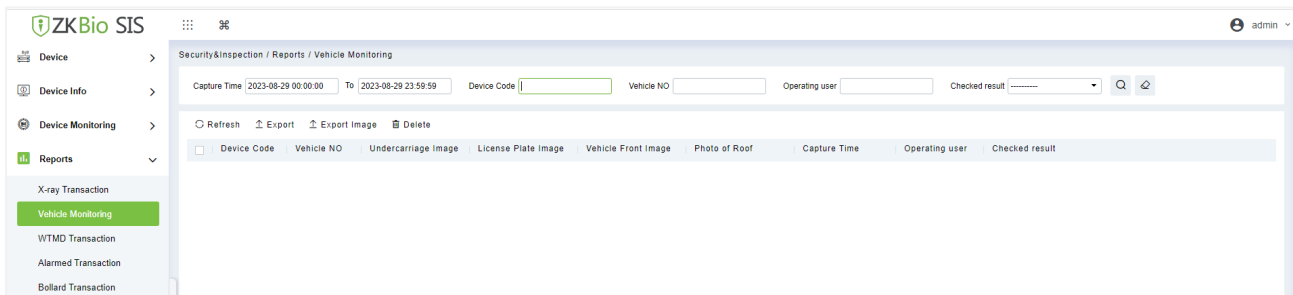 ZKBio SIS
admin
Device
Device Info
Device Monitoring
Reports
X-ray Transaction
Vehicle Monitoring
WTMD Transaction
Alarmed Transaction
Bollard Transaction
Security&Inspection / Reports / Vehicle Monitoring
Capture Time 2023-08-29 00:00:00 To 2023-08-29 23:59:59 Device Code Vehicle NO Operating user Checked result ----------
Refresh Export Export Image Delete
Device Code Vehicle NO Undercarriage Image License Plate Image Vehicle Front Image Photo of Roof Capture Time Operating user Checked result